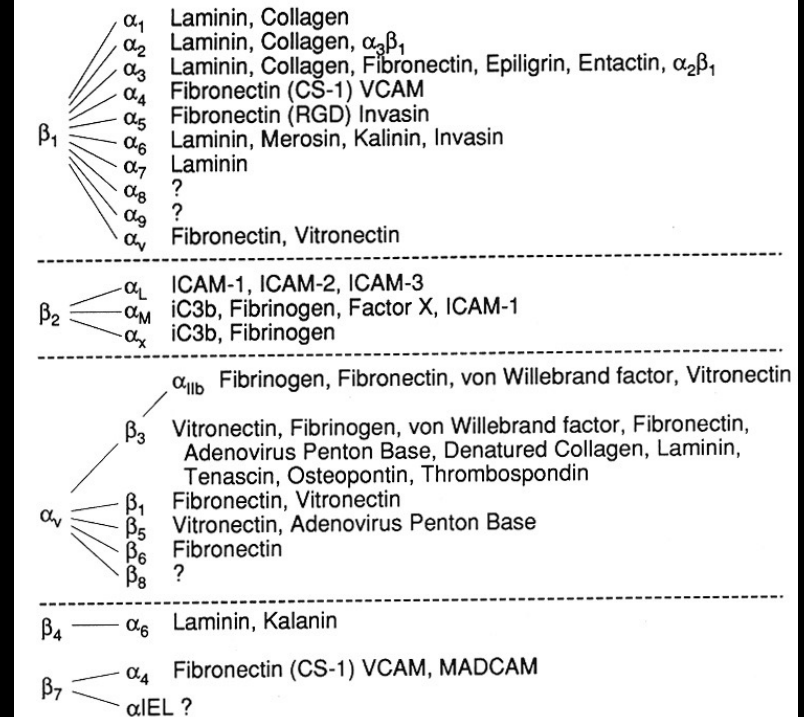 α1 Laminin, Collagen
α2 Laminin, Collagen, α3β1
α3 Laminin, Collagen, Fibronectin, Epiligrin, Entactin, α2β1
α4 Fibronectin (CS-1) VCAM
α5 Fibronectin (RGD) Invasin
β1 α6 Laminin, Merosin, Kalinin, Invasin
α7 Laminin
α8 ?
α9 ?
αv Fibronectin, Vitronectin
αL ICAM-1, ICAM-2, ICAM-3
β2 αM iC3b, Fibrinogen, Factor X, ICAM-1
αx iC3b, Fibrinogen
αIIb Fibrinogen, Fibronectin, von Willebrand factor, Vitronectin
β3 Vitronectin, Fibrinogen, von Willebrand factor, Fibronectin,
Adenovirus Penton Base, Denatured Collagen, Laminin,
Tenascin, Osteopontin, Thrombospondin
αv β1 Fibronectin, Vitronectin
β5 Vitronectin, Adenovirus Penton Base
β6 Fibronectin
β8 ?
β4 α6 Laminin, Kalanin
β7 α4 Fibronectin (CS-1) VCAM, MADCAM
αIEL ?